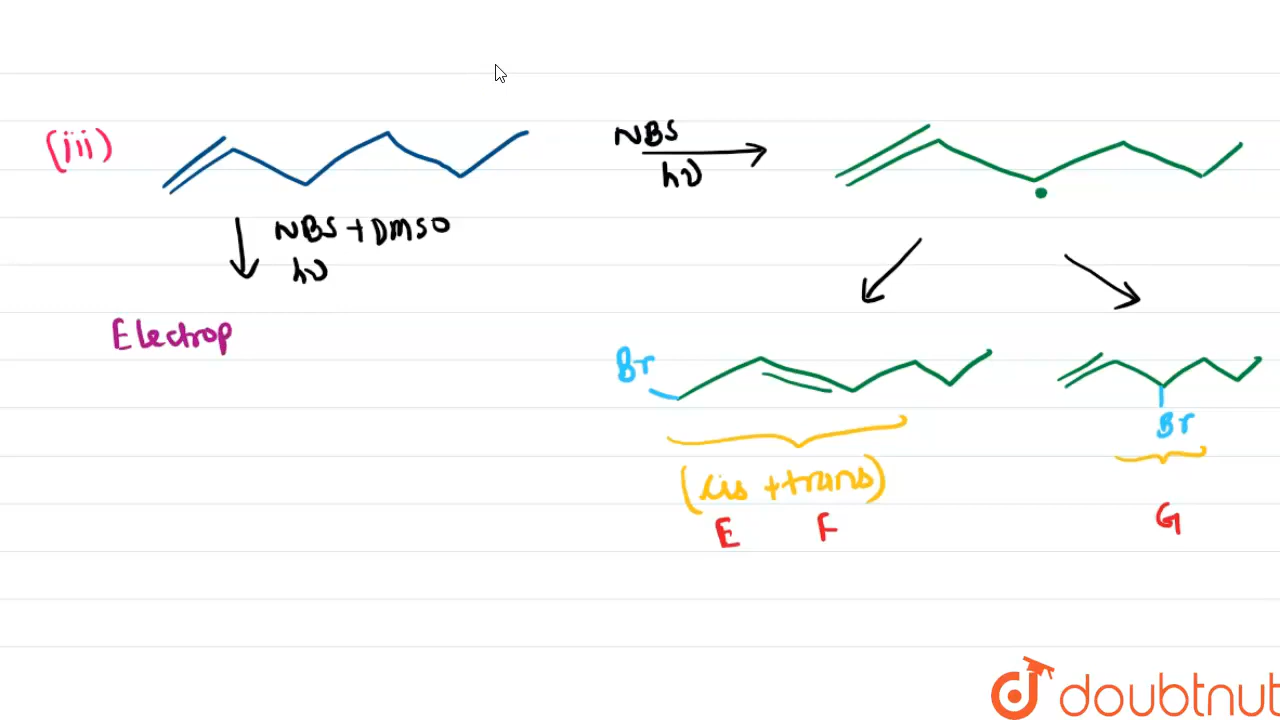 (iii)
NBS
hν
NBS + DMSO
hν
Electrop
Br
Br
(cis + trans)
E F
G
doubtnut